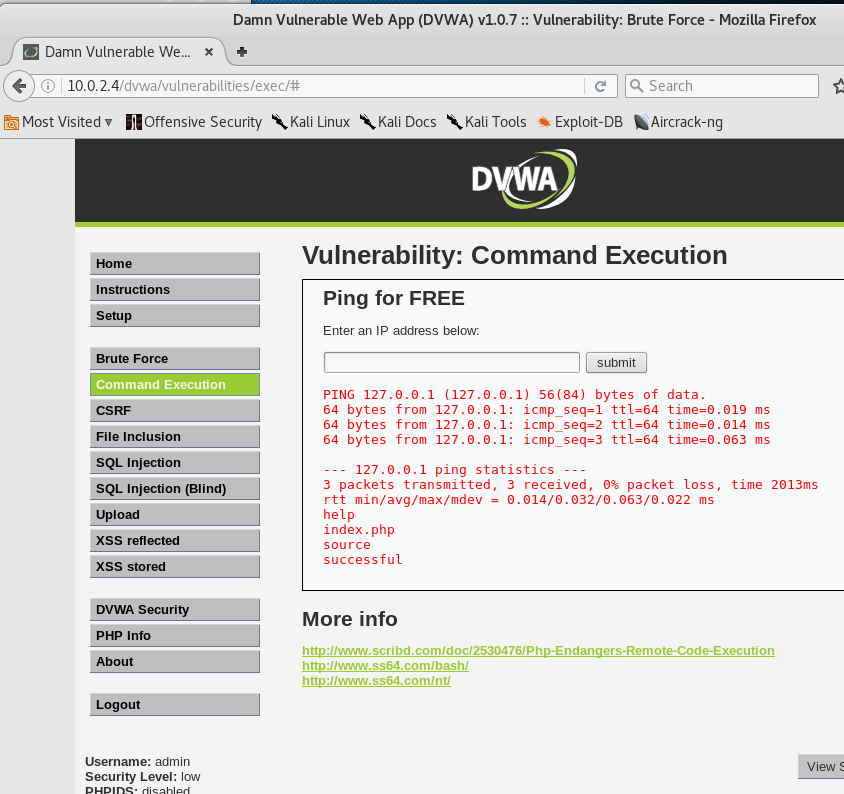 Damn Vulnerable Web App (DVWA) v1.0.7 :: Vulnerability: Brute Force - Mozilla Firefox
Damn Vulnerable We...
10.0.2.4/dvwa/vulnerabilities/exec/#
Search
Most Visited
Offensive Security
Kali Linux
Kali Docs
Kali Tools
Exploit-DB
Aircrack-ng
DVWA
Home
Instructions
Setup
Brute Force
Command Execution
CSRF
File Inclusion
SQL Injection
SQL Injection (Blind)
Upload
XSS reflected
XSS stored
DVWA Security
PHP Info
About
Logout
Vulnerability: Command Execution
Ping for FREE
Enter an IP address below:
submit
PING 127.0.0.1 (127.0.0.1) 56(84) bytes of data.
64 bytes from 127.0.0.1: icmp_seq=1 ttl=64 time=0.019 ms
64 bytes from 127.0.0.1: icmp_seq=2 ttl=64 time=0.014 ms
64 bytes from 127.0.0.1: icmp_seq=3 ttl=64 time=0.063 ms
--- 127.0.0.1 ping statistics ---
3 packets transmitted, 3 received, 0% packet loss, time 2013ms
rtt min/avg/max/mdev = 0.014/0.032/0.063/0.022 ms
help
index.php
source
successful
More info
http://www.scribd.com/doc/2530476/Php-Endangers-Remote-Code-Execution
http://www.ss64.com/bash/
http://www.ss64.com/nt/
Username: admin
Security Level: low
PHPIDS: disabled
View S